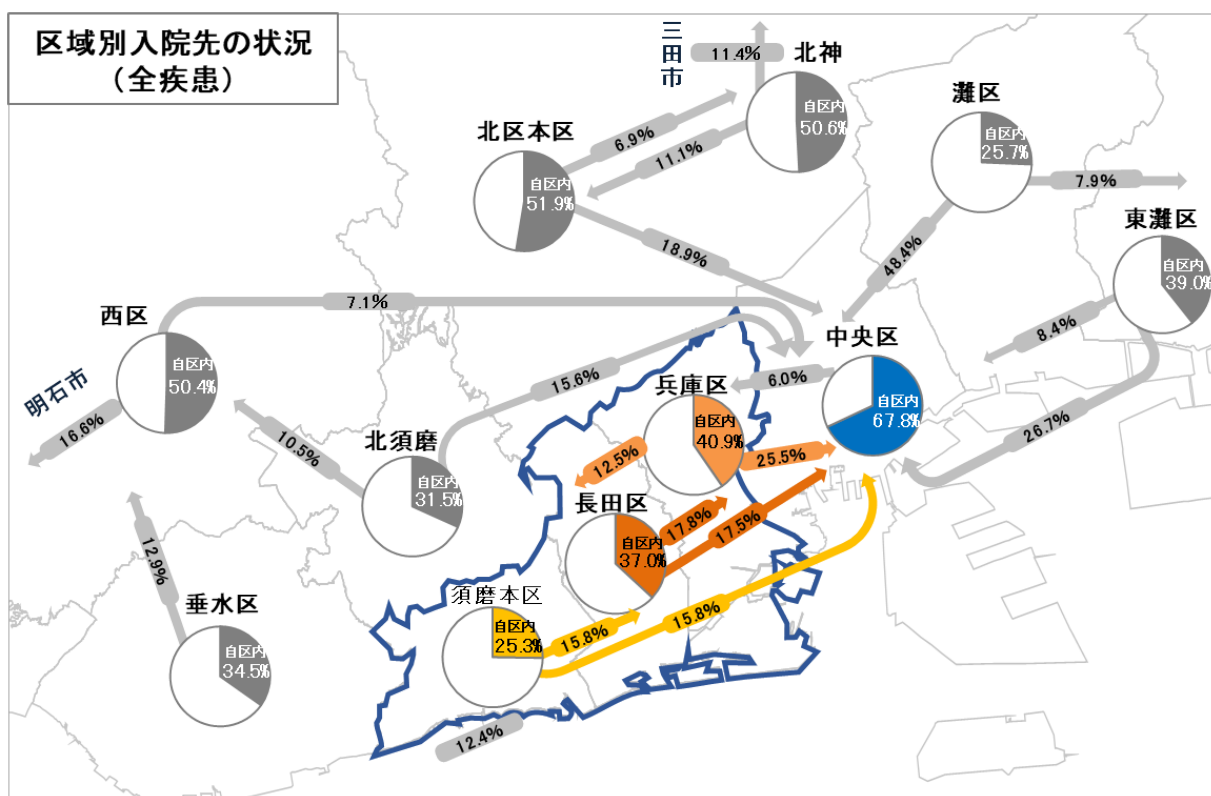 区域別入院先の状況
(全疾患)
三田市
11.4%
北神
自区内
50.6%
灘区
自区内
25.7%
7.9%
北区本区
自区内
51.9%
6.9%
11.1%
18.9%
48.4%
東灘区
自区内
39.0%
8.4%
26.7%
7.1%
西区
自区内
50.4%
明石市
16.6%
10.5%
15.6%
中央区
自区内
67.8%
6.0%
兵庫区
自区内
40.9%
12.5%
25.5%
北須磨
自区内
31.5%
長田区
自区内
37.0%
17.8%
17.5%
須磨本区
自区内
25.3%
15.8%
15.8%
12.9%
垂水区
自区内
34.5%
12.4%